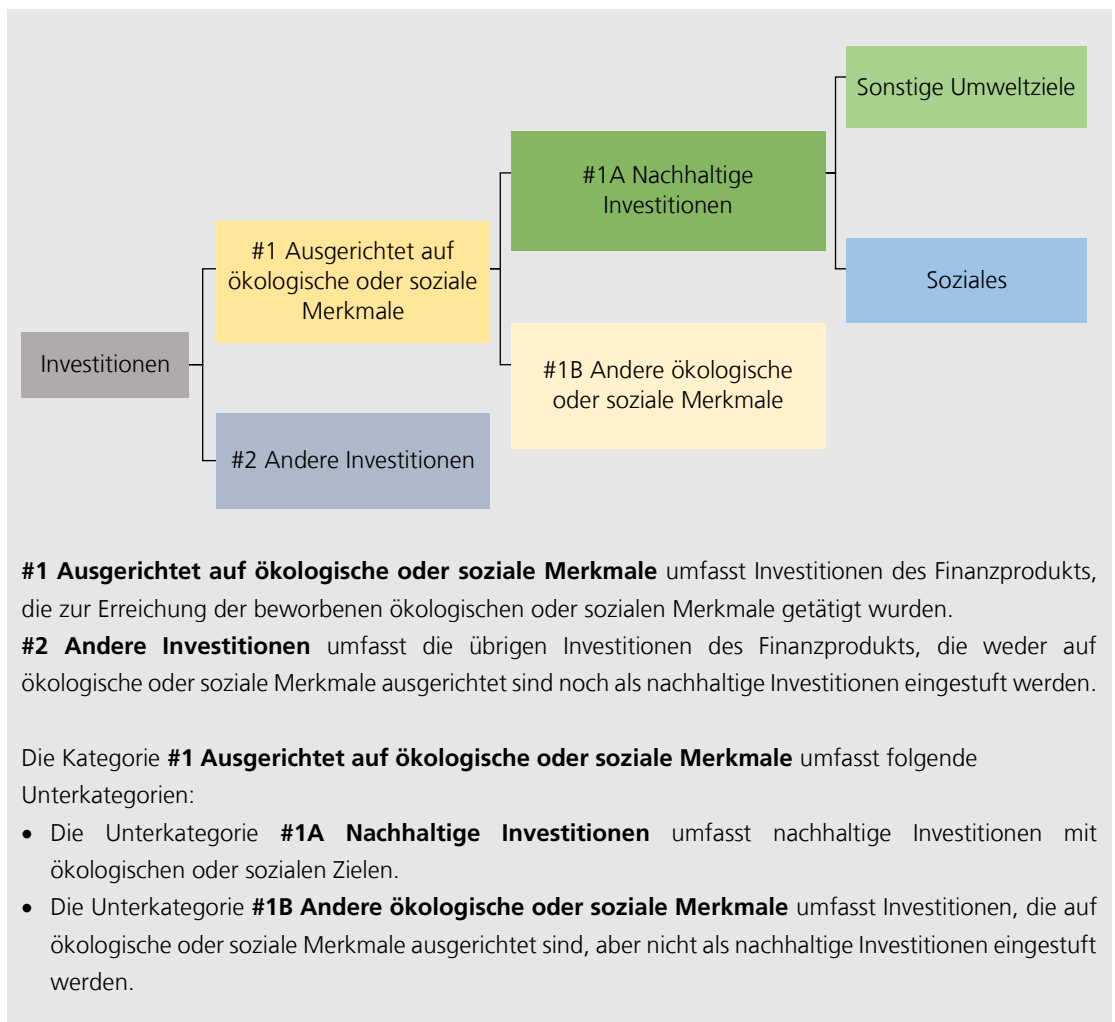 Sonstige Umweltziele
#1A Nachhaltige
Investitionen
#1 Ausgerichtet auf
ökologische oder soziale
Merkmale
Soziales
Investitionen
#1B Andere ökologische
oder soziale Merkmale
#2 Andere Investitionen
#1 Ausgerichtet auf ökologische oder soziale Merkmale umfasst Investitionen des Finanzprodukts,
die zur Erreichung der beworbenen ökologischen oder sozialen Merkmale getätigt wurden.
#2 Andere Investitionen umfasst die übrigen Investitionen des Finanzprodukts, die weder auf
ökologische oder soziale Merkmale ausgerichtet sind noch als nachhaltige Investitionen eingestuft werden.
Die Kategorie #1 Ausgerichtet auf ökologische oder soziale Merkmale umfasst folgende
Unterkategorien:
• Die Unterkategorie #1A Nachhaltige Investitionen umfasst nachhaltige Investitionen mit
ökologischen oder sozialen Zielen.
• Die Unterkategorie #1B Andere ökologische oder soziale Merkmale umfasst Investitionen, die auf
ökologische oder soziale Merkmale ausgerichtet sind, aber nicht als nachhaltige Investitionen eingestuft
werden.